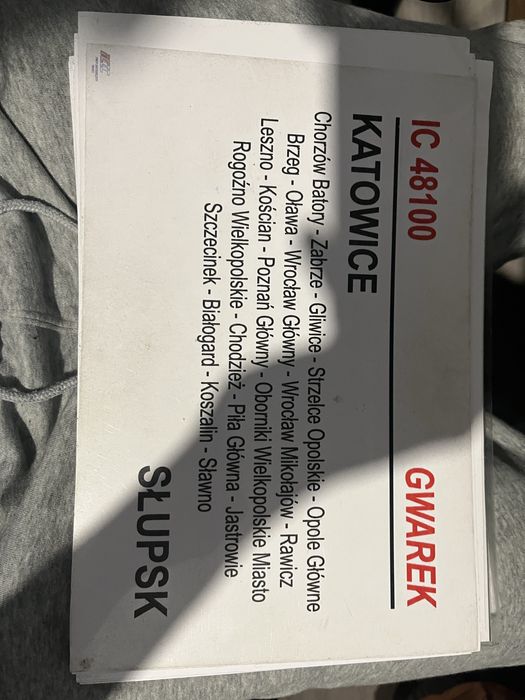 IC 48100 GWAREK
KATOWICE
Chorzów Batory - Zabrze - Gliwice - Strzelce Opolskie - Opole Główne
Brzeg - Oława - Wrocław Główny - Wrocław Mikołajów - Rawicz
Leszno - Kościan - Poznań Główny - Oborniki Wielkopolskie Miasto
Rogoźno Wielkopolskie - Chodzież - Piła Główna - Jastrowie
Szczecinek - Białogard - Koszalin - Sławno
SŁUPSK